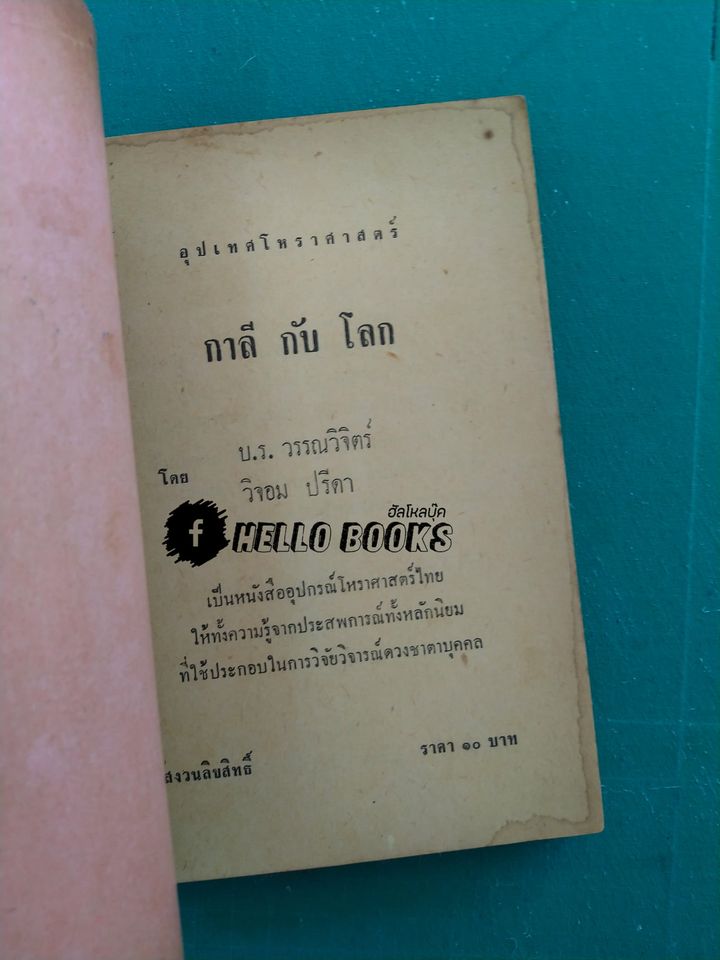 อุปเทศโหราศาสตร์
กาลี กับ โลก
โดย
บ.ร. วรรณวิจิตร์
วิจอม ปรีดา
ฮัลโหลบุ๊ค
f HELLO BOOKS
เป็นหนังสืออุปกรณ์โหราศาสตร์ไทย
ให้ทั้งความรู้จากประสพการณ์ทั้งหลักนิยม
ที่ใช้ประกอบในการวิจัยวิจารณ์ดวงชาตาบุคคล
สงวนลิขสิทธิ์
ราคา ๑๐ บาท